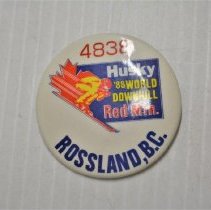 4838
Husky
'88 WORLD
DOWNHILL
Red Mtn.
ROSSLAND, B.C.